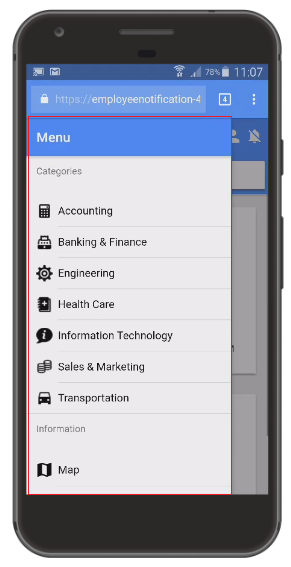 78% 11:07
https://employeenotification-4
4
Menu
Categories
Accounting
Banking & Finance
Engineering
Health Care
Information Technology
Sales & Marketing
Transportation
Information
Map